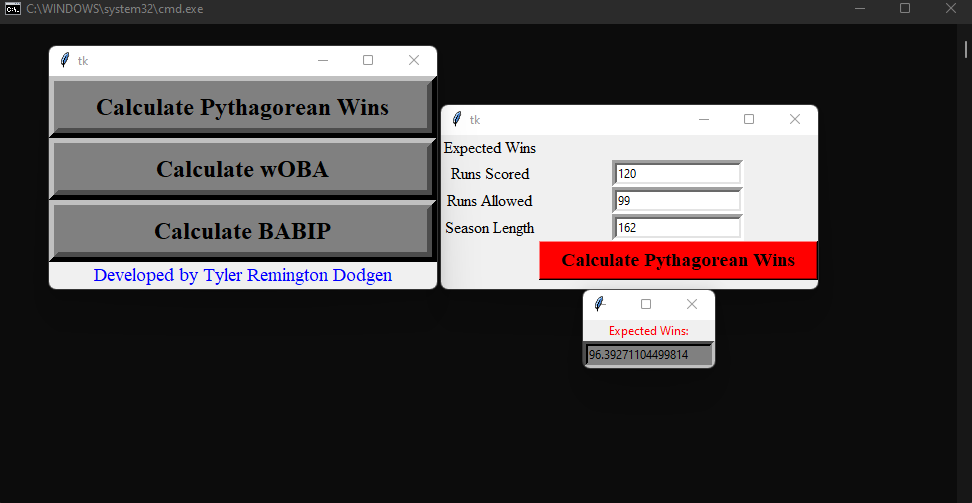 C:\WINDOWS\system32\cmd.exe
tk
Calculate Pythagorean Wins
Calculate wOBA
Calculate BABIP
Developed by Tyler Remington Dodgen
tk
Expected Wins
Runs Scored 120
Runs Allowed 99
Season Length 162
Calculate Pythagorean Wins
Expected Wins:
96.39271104499814